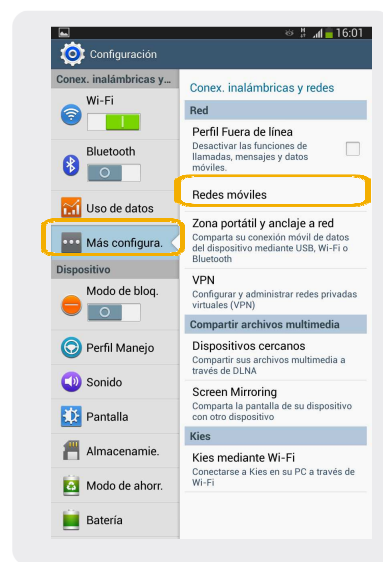 16:01
Configuración
Conex. inalámbricas y...
Wi-Fi
Bluetooth
Uso de datos
Más configura.
Dispositivo
Modo de bloq.
Perfil Manejo
Sonido
Pantalla
Almacenamie.
Modo de ahorr.
Batería
Conex. inalámbricas y redes
Red
Perfil Fuera de línea
Desactivar las funciones de
llamadas, mensajes y datos
móviles.
Redes móviles
Zona portátil y anclaje a red
Comparta su conexión móvil de datos
del dispositivo mediante USB, Wi-Fi o
Bluetooth
VPN
Configurar y administrar redes privadas
virtuales (VPN)
Compartir archivos multimedia
Dispositivos cercanos
Compartir sus archivos multimedia a
través de DLNA
Screen Mirroring
Comparta la pantalla de su dispositivo
con otro dispositivo
Kies
Kies mediante Wi-Fi
Conectarse a Kies en su PC a través de
Wi-Fi